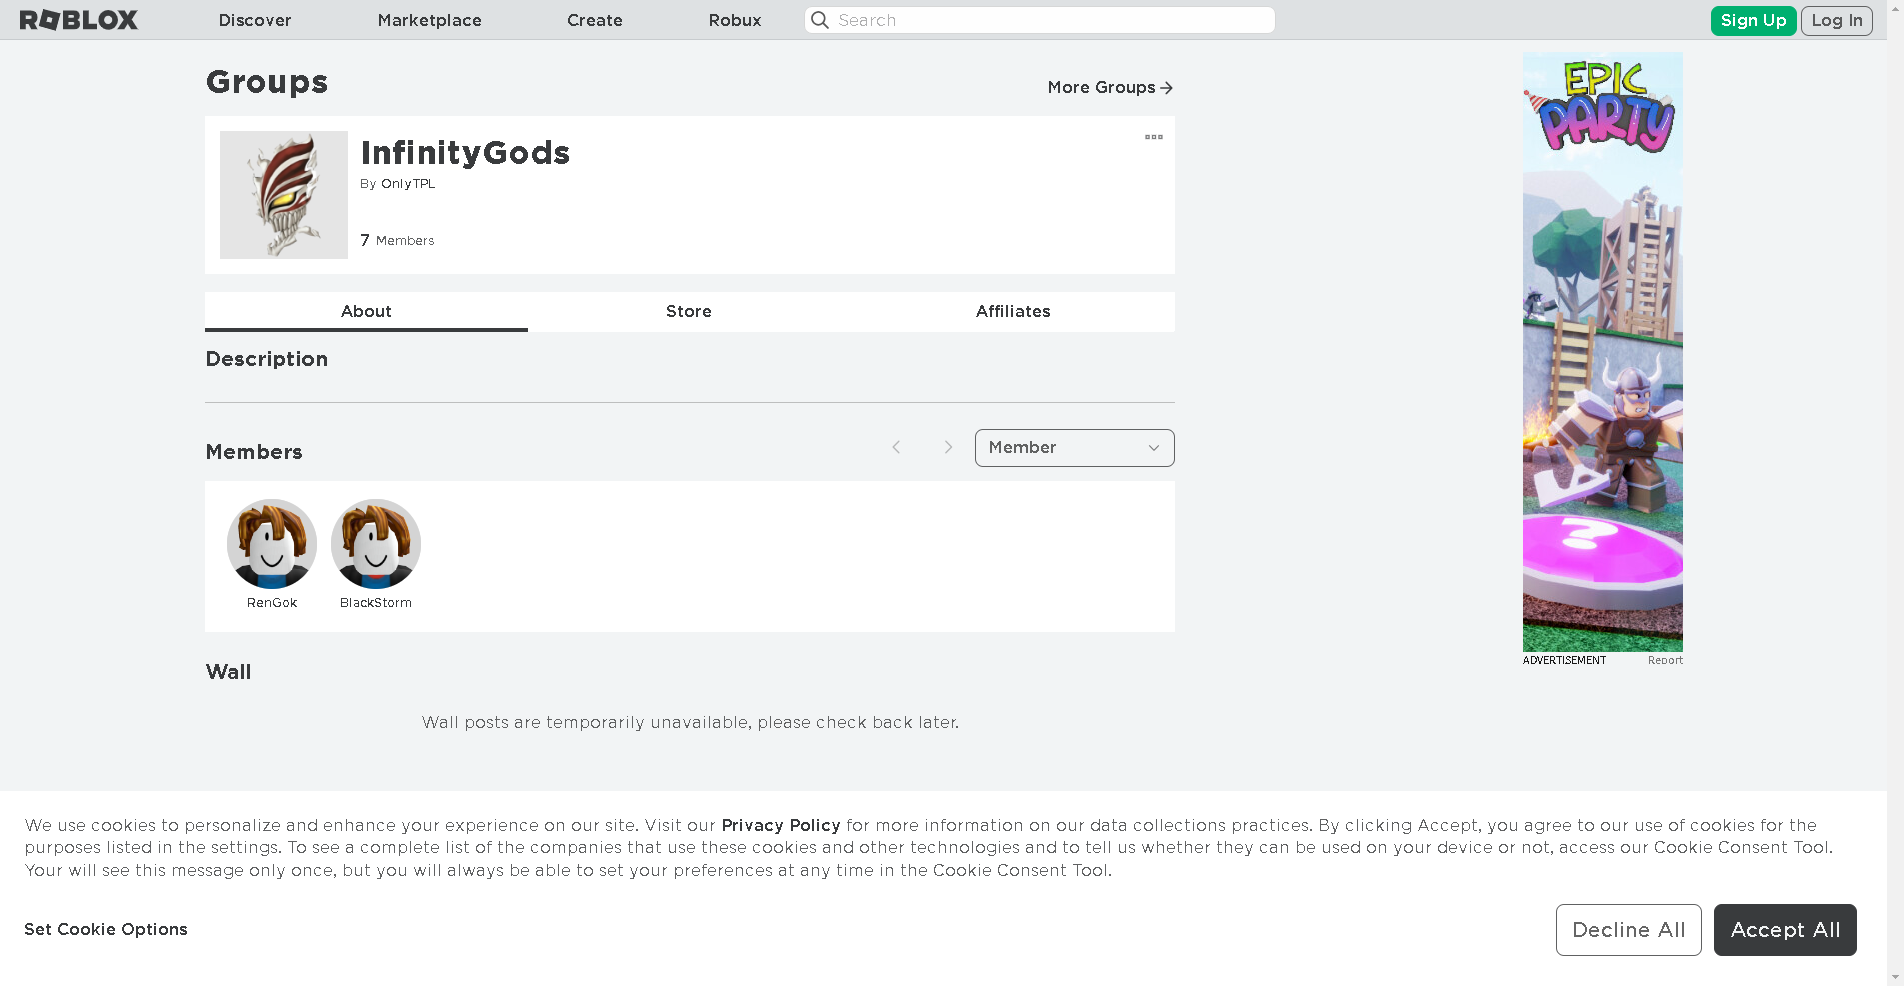 ROBLOX
Discover
Marketplace
Create
Robux
Search
Sign Up
Log In
Groups
More Groups
InfinityGods
By OnlyTPL
7 Members
About
Store
Affiliates
Description
Members
Member
RenGok
BlackStorm
Wall
Wall posts are temporarily unavailable, please check back later.
EPIC
PARTY
?
ADVERTISEMENT
Report
We use cookies to personalize and enhance your experience on our site. Visit our Privacy Policy for more information on our data collections practices. By clicking Accept, you agree to our use of cookies for the
purposes listed in the settings. To see a complete list of the companies that use these cookies and other technologies and to tell us whether they can be used on your device or not, access our Cookie Consent Tool.
Your will see this message only once, but you will always be able to set your preferences at any time in the Cookie Consent Tool.
Set Cookie Options
Decline All
Accept All